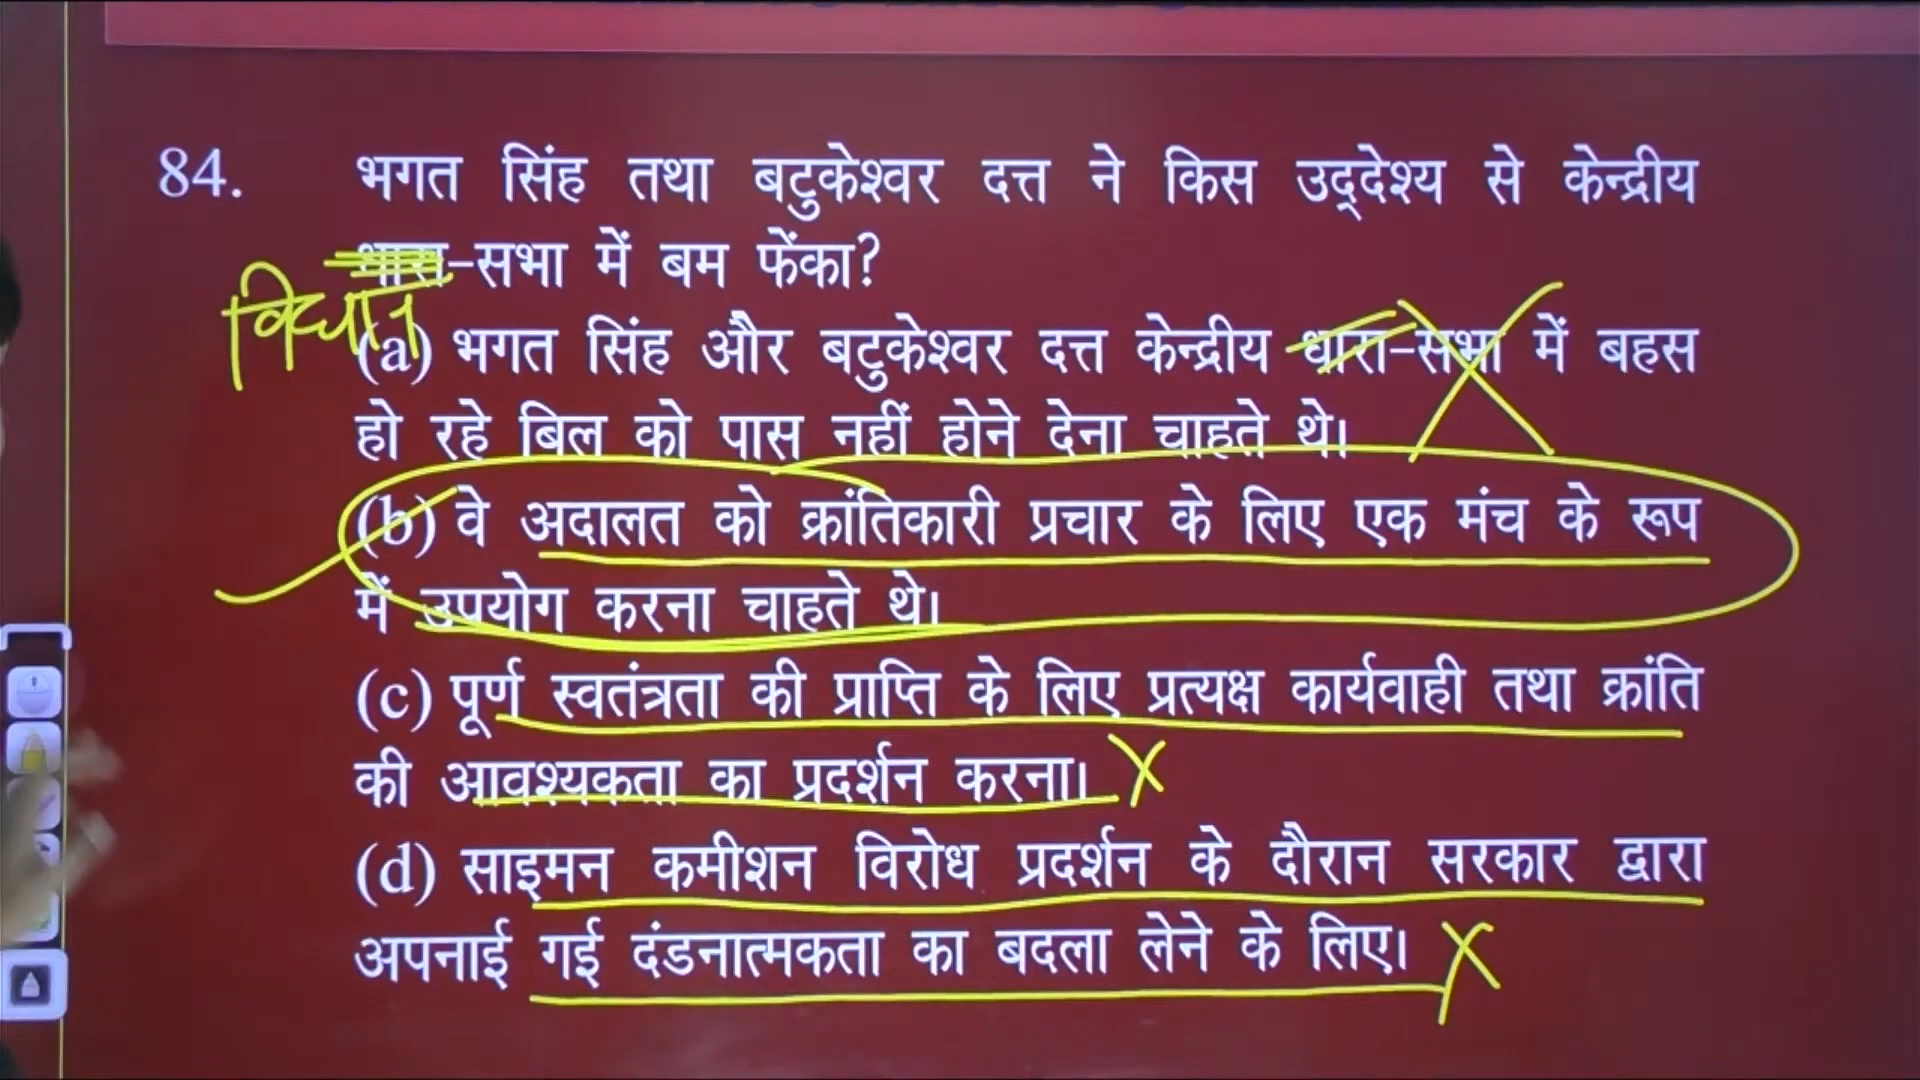 84. भगत सिंह तथा बटुकेश्वर दत्त ने किस उद्देश्य से केन्द्रीय
धारा-सभा में बम फेंका?
विधान
(a) भगत सिंह और बटुकेश्वर दत्त केन्द्रीय धारा-सभा में बहस
हो रहे बिल को पास नहीं होने देना चाहते थे।
(b) वे अदालत को क्रांतिकारी प्रचार के लिए एक मंच के रूप
में उपयोग करना चाहते थे।
(c) पूर्ण स्वतंत्रता की प्राप्ति के लिए प्रत्यक्ष कार्यवाही तथा क्रांति
की आवश्यकता का प्रदर्शन करना।
(d) साइमन कमीशन विरोध प्रदर्शन के दौरान सरकार द्वारा
अपनाई गई दंडनात्मकता का बदला लेने के लिए।